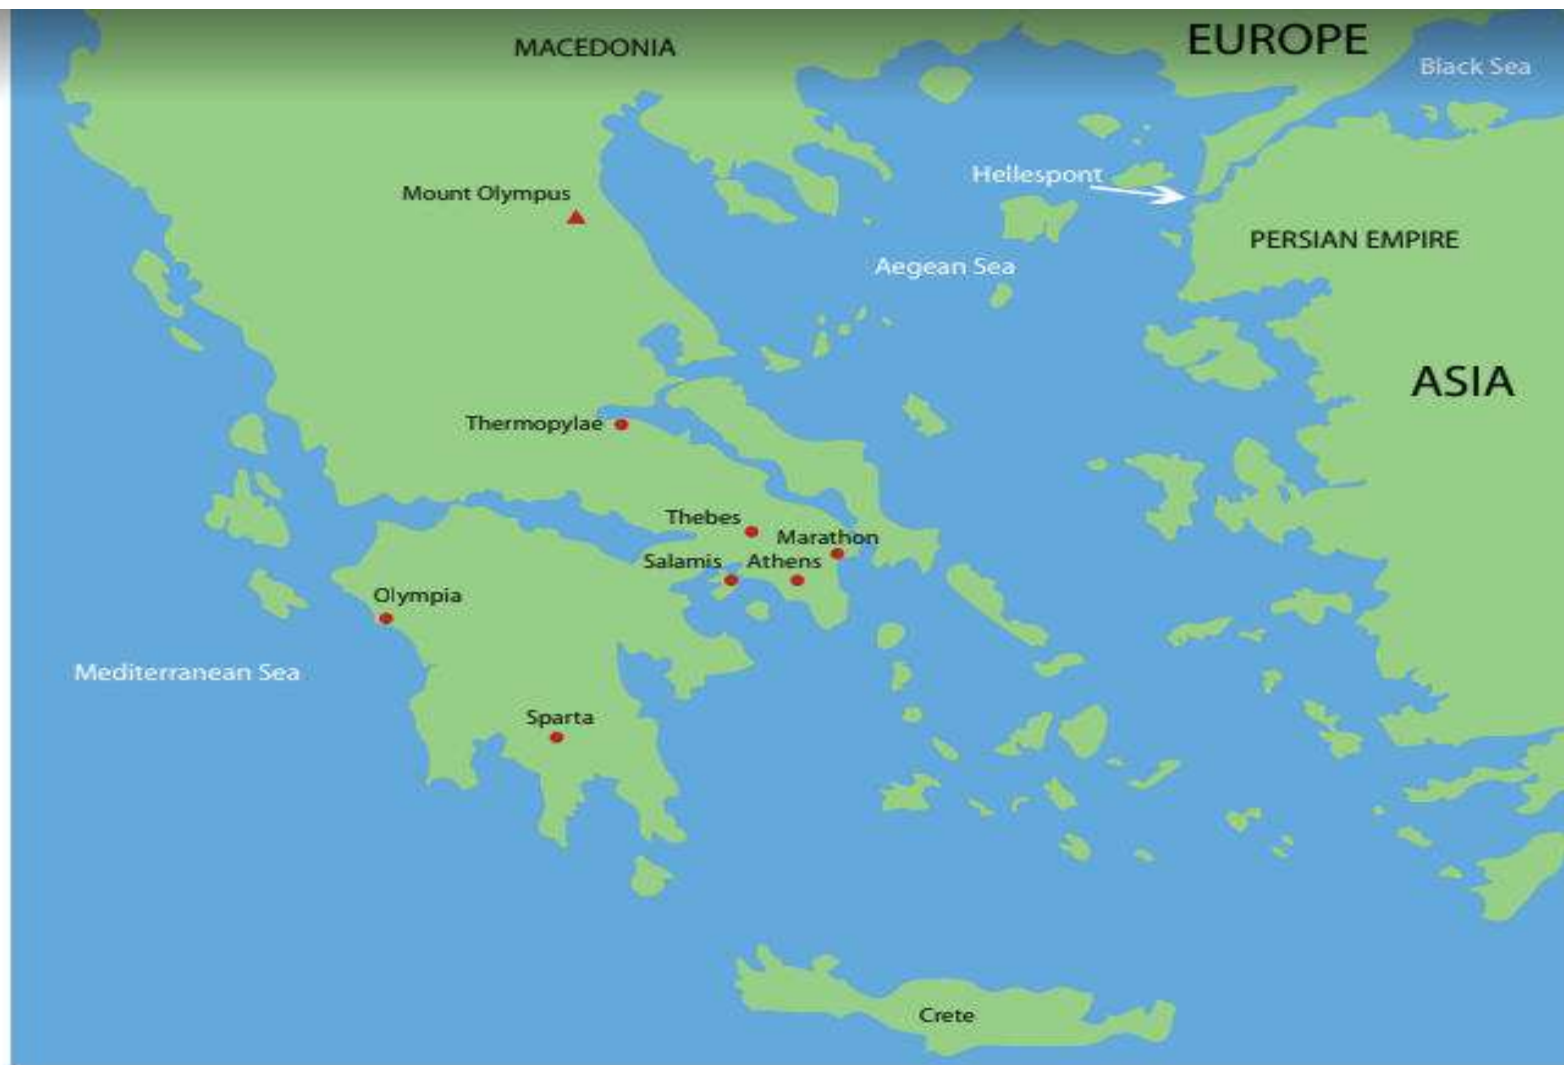 EUROPE
MACEDONIA
Black Sea
Hellespont
Mount Olympus
PERSIAN EMPIRE
Aegean Sea
ASIA
Thermopylae
Thebes
Marathon
Salamis
Athens
Olympia
Mediterranean Sea
Sparta
Crete